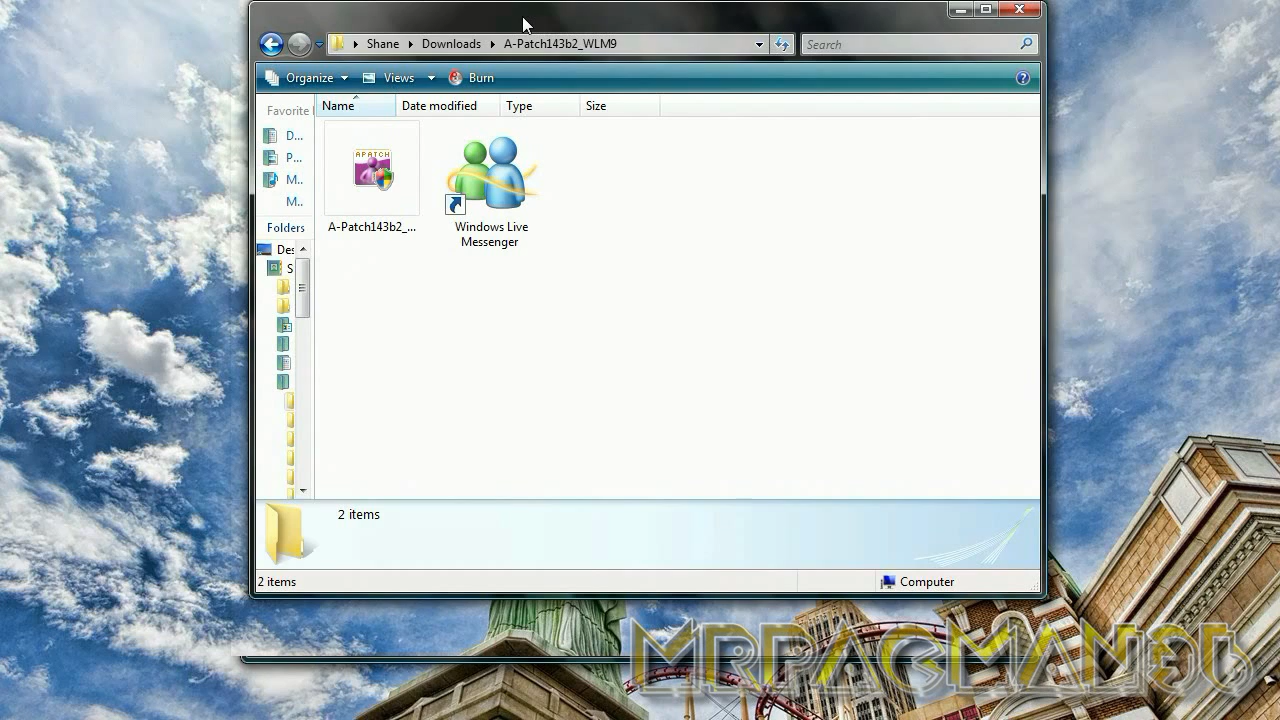 Shane Downloads A-Patch143b2_WLM9
Search
Organize Views Burn
Favorite
Name Date modified Type Size
D...
P...
M...
M..
Folders
Des
S
APATCH
A-Patch143b2_...
Windows Live
Messenger
2 items
2 items
Computer